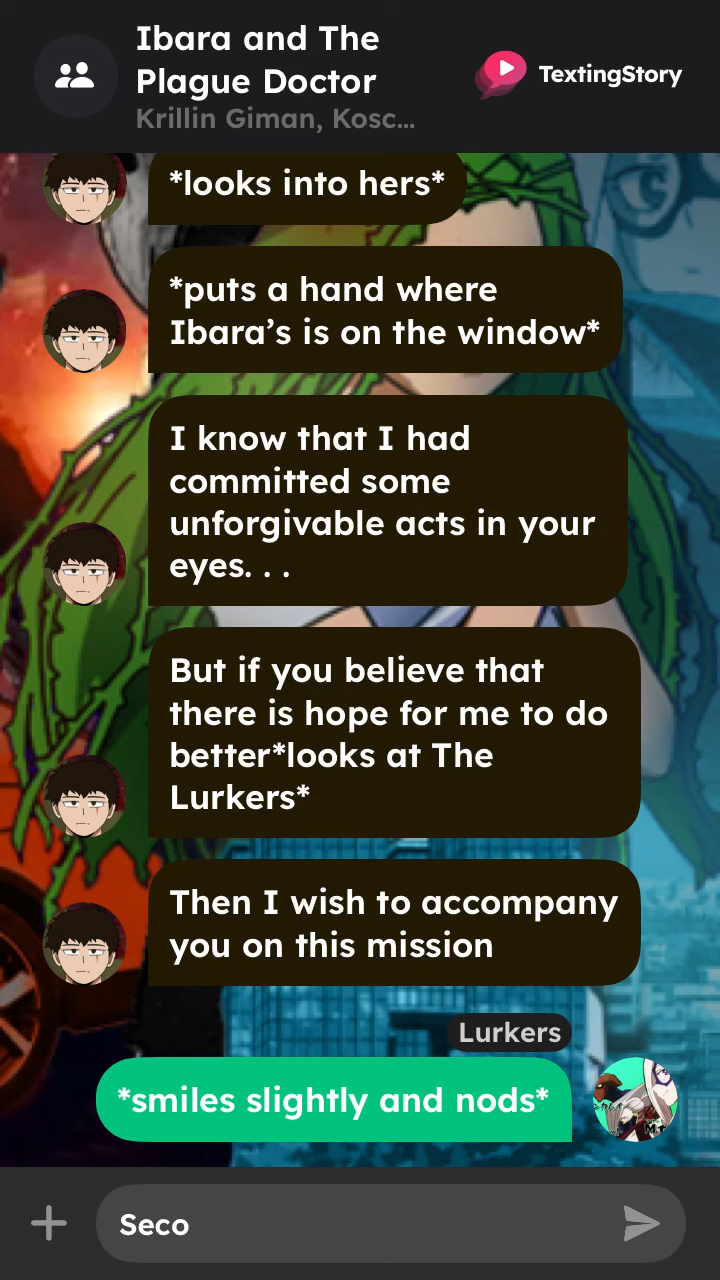 Ibara and The
Plague Doctor
Krillin Giman, Kosc...
TextingStory
*looks into hers*
*puts a hand where
Ibara’s is on the window*
I know that I had
committed some
unforgivable acts in your
eyes. . .
But if you believe that
there is hope for me to do
better*looks at The
Lurkers*
Then I wish to accompany
you on this mission
Lurkers
*smiles slightly and nods*
Seco